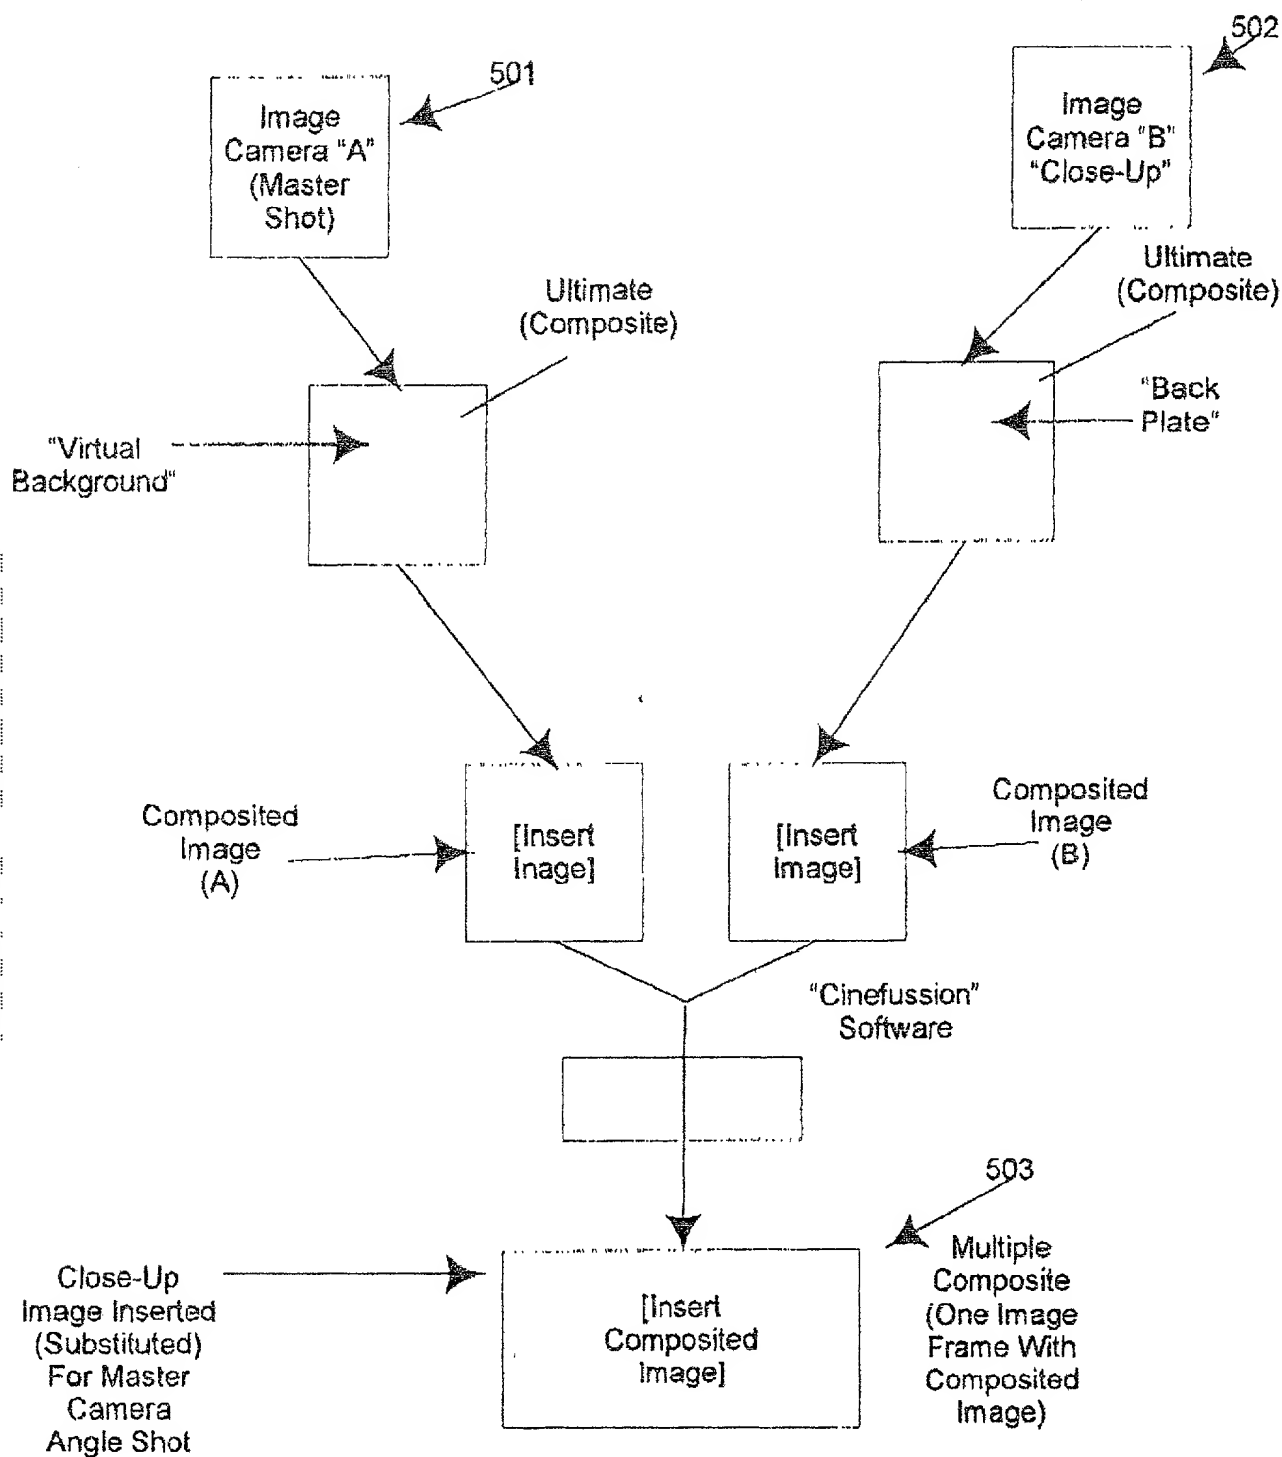 502
501
Image
Camera "A"
(Master
Shot)
Image
Camera "B"
"Close-Up"
Ultimate
(Composite)
Ultimate
(Composite)
"Virtual
Background"
"Back
Plate"
Composited
Image
(A)
[Insert
Inage]
[Insert
Image]
Composited
Image
(B)
"Cinefussion"
Software
503
Close-Up
Image Inserted
(Substituted)
For Master
Camera
Angle Shot
[Insert
Composited
Image]
Multiple
Composite
(One Image
Frame With
Composited
Image)